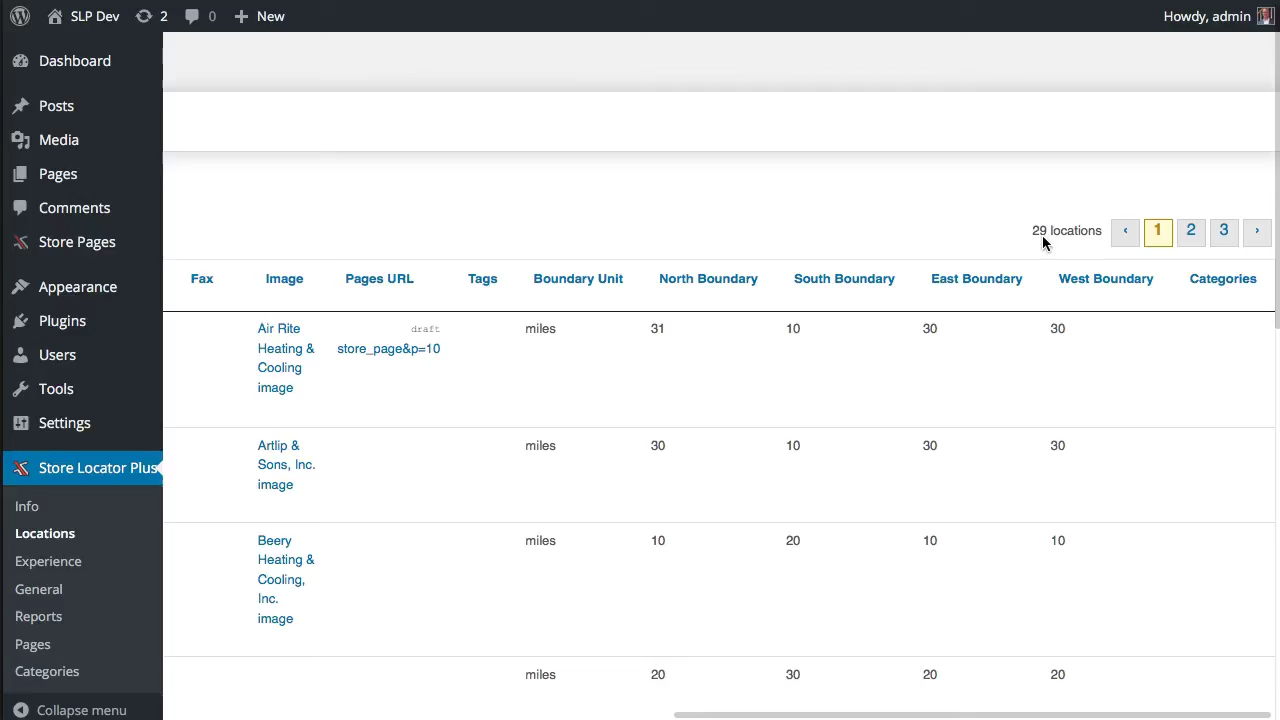 SLP Dev 2 0 New Howdy, admin
Dashboard
Posts
Media
Pages
Comments
Store Pages
Appearance
Plugins
Users
Tools
Settings
Store Locator Plus
Info
Locations
Experience
General
Reports
Pages
Categories
Collapse menu
29 locations ‹ 1 2 3 ›
Fax Image Pages URL Tags Boundary Unit North Boundary South Boundary East Boundary West Boundary Categories
Air Rite draft miles 31 10 30 30
Heating & store_page&p=10
Cooling
image
Artlip & miles 30 10 30 30
Sons, Inc.
image
Beery miles 10 20 10 10
Heating &
Cooling,
Inc.
image
miles 20 30 20 20